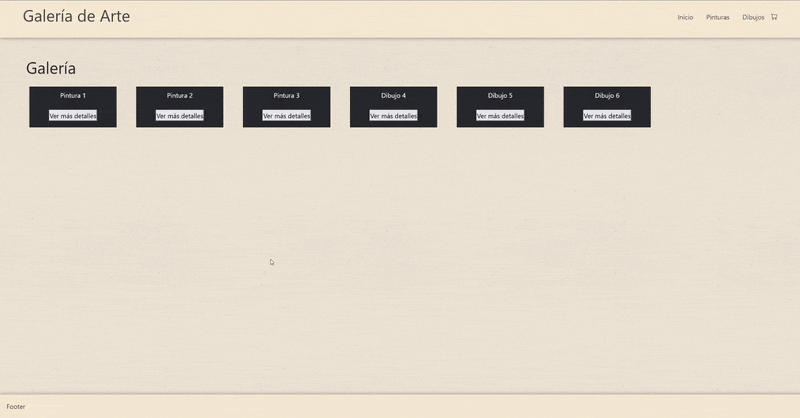 Galería de Arte
Inicio Pinturas Dibujos
Galería
Pintura 1 Pintura 2 Pintura 3 Dibujo 4 Dibujo 5 Dibujo 6
Ver más detalles Ver más detalles Ver más detalles Ver más detalles Ver más detalles Ver más detalles
Footer